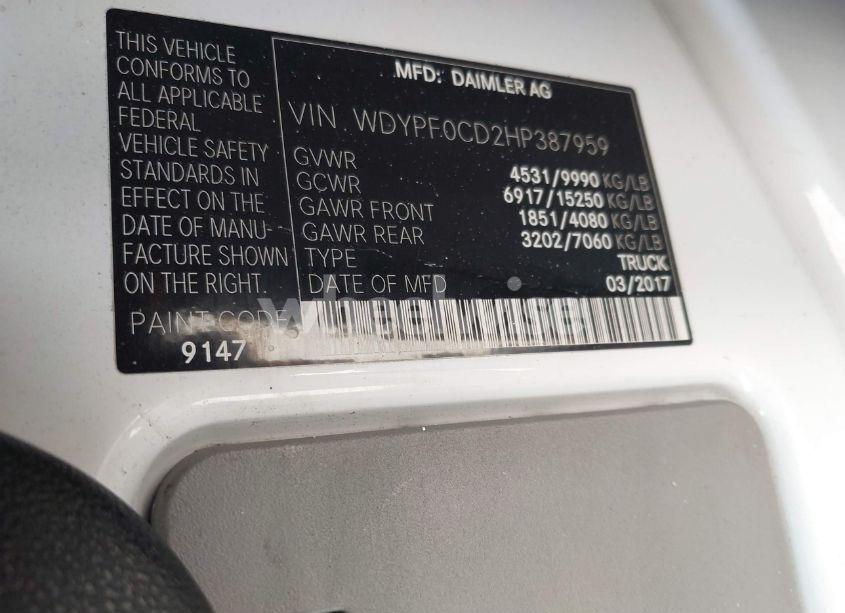 THIS VEHICLE
CONFORMS TO
ALL APPLICABLE
FEDERAL
VEHICLE SAFETY
STANDARDS IN
EFFECT ON THE
DATE OF MANU-
FACTURE SHOWN
ON THE RIGHT.
PAINT CODE
9147
MFD: DAIMLER AG
VIN WDYPF0CD2HP387959
GVWR 4531/9990 KG/LB
GCWR 6917/15250 KG/LB
GAWR FRONT 1851/4080 KG/LB
GAWR REAR 3202/7060 KG/LB
TYPE TRUCK
DATE OF MFD 03/2017